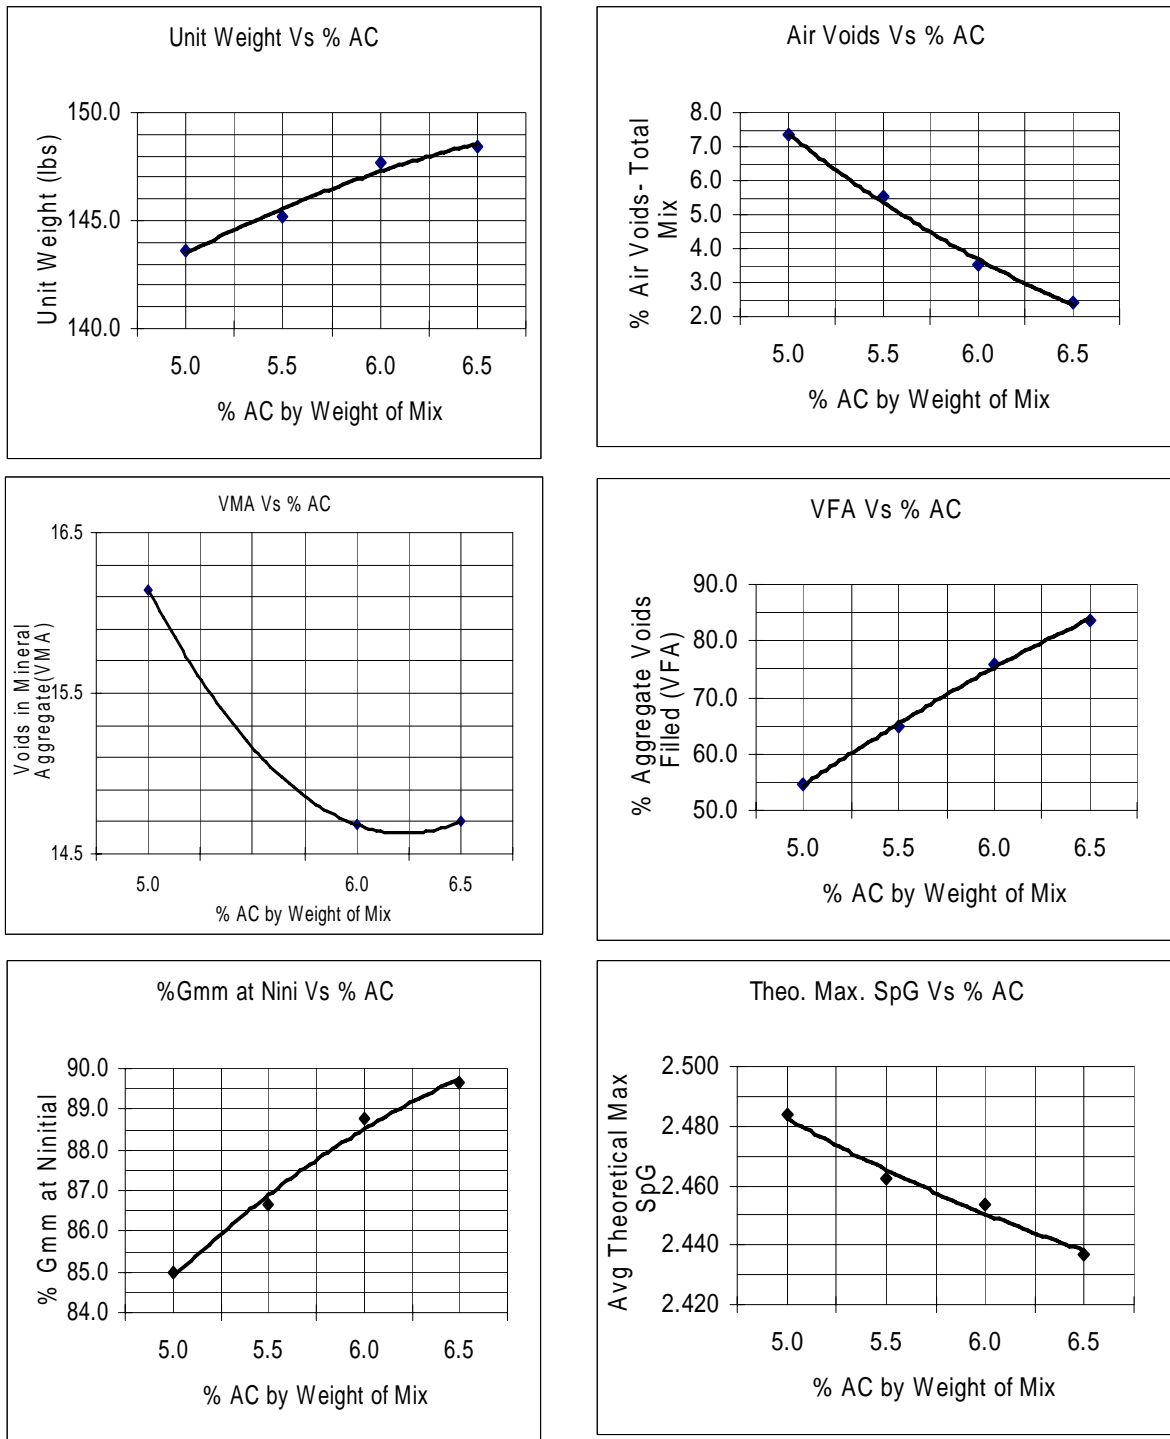 Unit Weight Vs % AC
Unit Weight (lbs)
150.0
145.0
140.0
5.0 5.5 6.0 6.5
% AC by Weight of Mix
Air Voids Vs % AC
% Air Voids- Total
Mix
8.0
7.0
6.0
5.0
4.0
3.0
2.0
5.0 5.5 6.0 6.5
% AC by Weight of Mix
VMA Vs % AC
Voids in Mineral
Aggregate(VMA)
16.5
15.5
14.5
5.0 6.0 6.5
% AC by Weight of Mix
VFA Vs % AC
% Aggregate Voids
Filled (VFA)
90.0
80.0
70.0
60.0
50.0
5.0 5.5 6.0 6.5
% AC by Weight of Mix
%Gmm at Nini Vs % AC
% Gmm at Ninitial
90.0
89.0
88.0
87.0
86.0
85.0
84.0
5.0 5.5 6.0 6.5
% AC by Weight of Mix
Theo. Max. SpG Vs % AC
Avg Theoretical Max
SpG
2.500
2.480
2.460
2.440
2.420
5.0 5.5 6.0 6.5
% AC by Weight of Mix